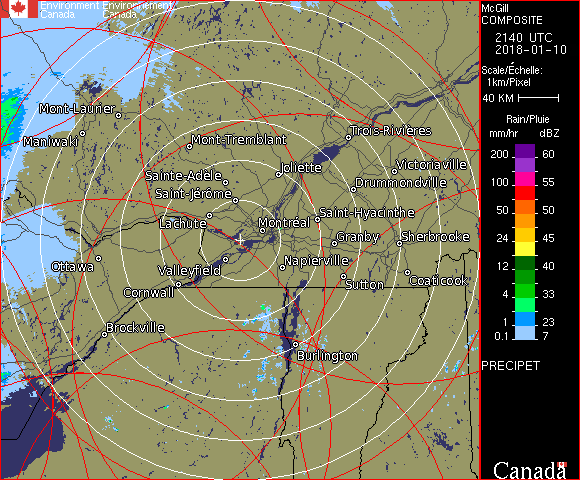 Environment Environnement
Canada Canada
McGill
COMPOSITE
2140 UTC
2018-01-10
Scale/Échelle:
1km/Pixel
40 KM
Rain/Pluie
mm/hr dBZ
200 60
100 55
50 50
24 45
12 40
4 33
1 23
0.1 7
PRECIPET
Canada
Mont-Laurier
Maniwaki
Mont-Tremblant
Trois-Rivières
Victoriaville
Joliette
Sainte-Adèle
Drummondville
Saint-Jérôme
Saint-Hyacinthe
Lachute
Montréal
Granby
Sherbrooke
Ottawa
Valleyfield
Napierville
Coaticook
Sutton
Cornwall
Brockville
Burlington